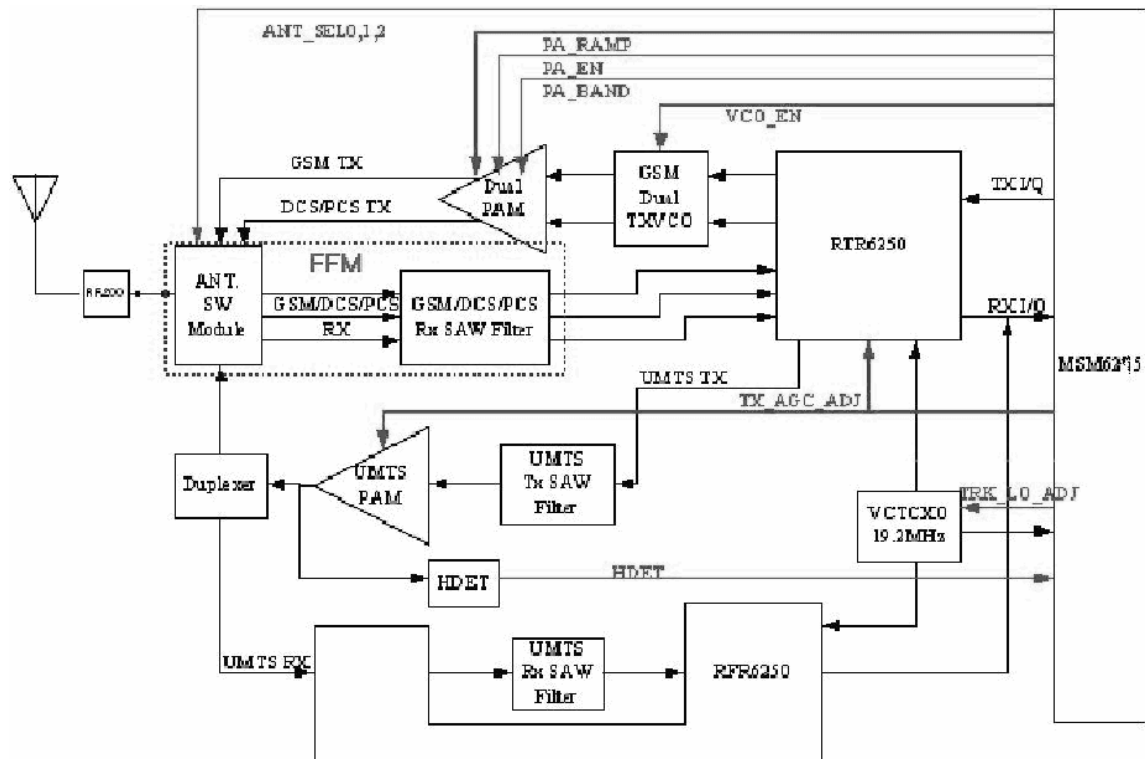 ANT_SEL0,1,2
PA_RAMP
PA_EN
PA_BAND
VCO_EN
GSM TX
DCS/PCS TX
Dual
PAM
GSM
Dual
TXVCO
RTR6250
TX I/Q
RX I/Q
FFM
ANT.
SW
Module
GSM/DCS/PCS
RX
GSM/DCS/PCS
Rx SAW Filter
UMTS TX
TX_AGC_ADJ
MSM6275
Duplexer
UMTS
PAM
UMTS
Tx SAW
Filter
VCTCXO
19.2MHz
TRK_LO_ADJ
HDET
HDET
UMTS RX
UMTS
Rx SAW
Filter
RFR6250